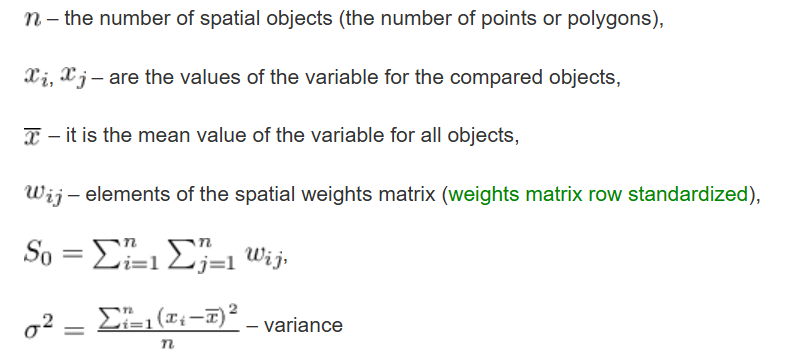 n – the number of spatial objects (the number of points or polygons),
x_i, x_j – are the values of the variable for the compared objects,
x̅ – it is the mean value of the variable for all objects,
w_{ij} – elements of the spatial weights matrix (weights matrix row standardized),
S_0 = \sum_{i=1}^{n} \sum_{j=1}^{n} w_{ij},
σ^2 = \frac{\sum_{i=1}^{n} (x_i - \overline{x})^2}{n} – variance